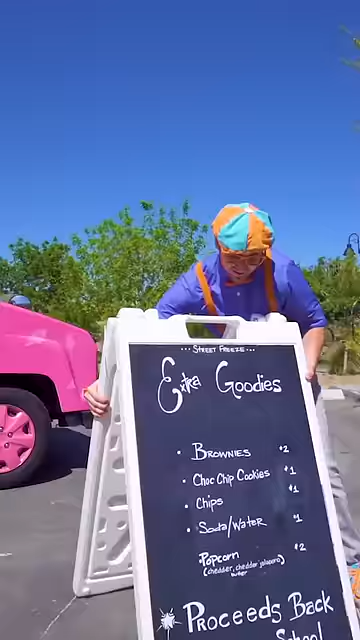 ... STREET FREEZE ...
Extra Goodies
• BROWNIES $2
• CHOC CHIP COOKIES $1
• CHIPS $1
• SODA/WATER $1
POPCORN $2
(cheddar, cheddar jalapeno)
butter
PROCEEDS BACK
School